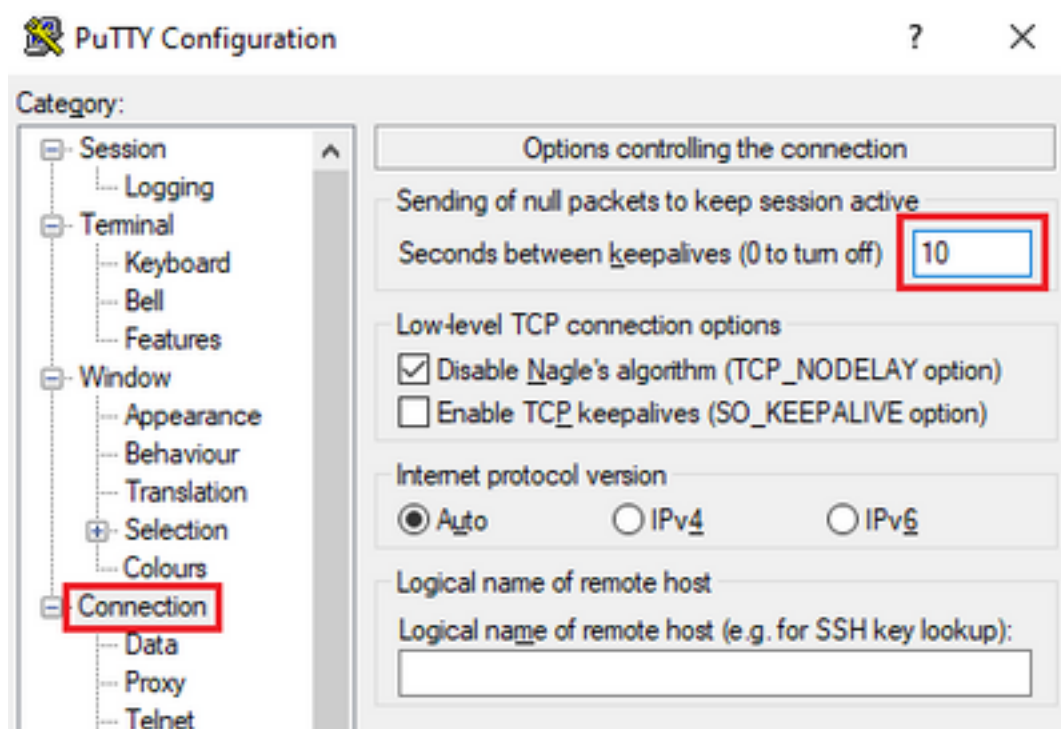 PuTTY Configuration
?
Category:
Session
Logging
Terminal
Keyboard
Bell
Features
Window
Appearance
Behaviour
Translation
Selection
Colours
Connection
Data
Proxy
Telnet
Options controlling the connection
Sending of null packets to keep session active
Seconds between keepalives (0 to turn off) 10
Low-level TCP connection options
Disable Nagle's algorithm (TCP_NODELAY option)
Enable TCP keepalives (SO_KEEPALIVE option)
Internet protocol version
Auto IPv4 IPv6
Logical name of remote host
Logical name of remote host (e.g. for SSH key lookup):